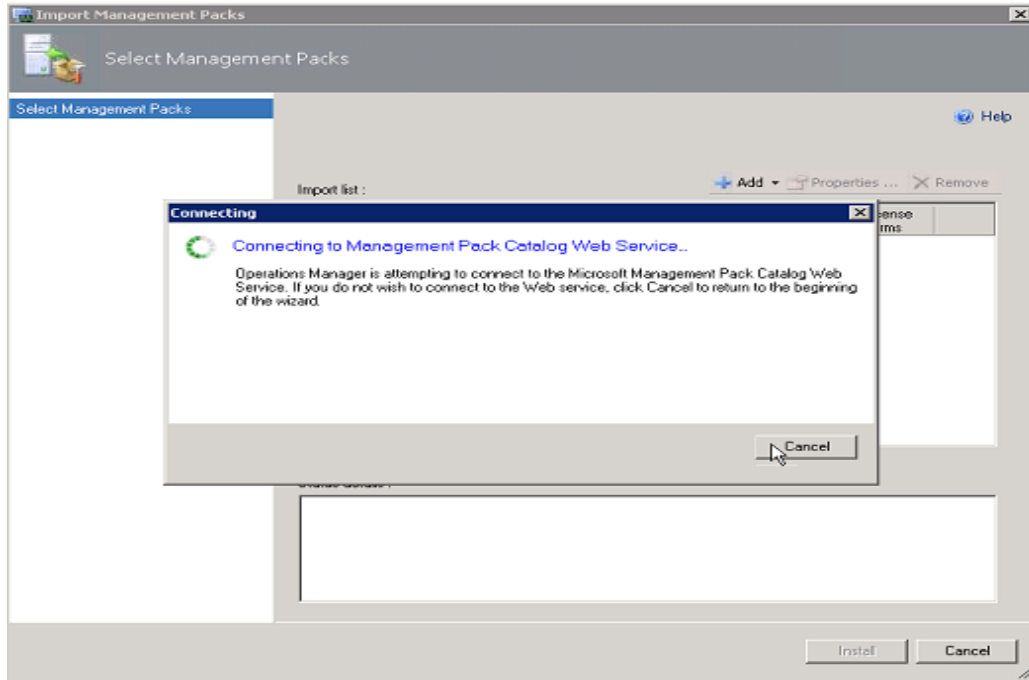 Import Management Packs
Select Management Packs
Select Management Packs
Help
Add
Properties ...
Remove
Import list :
ense
rms
Connecting
Connecting to Management Pack Catalog Web Service...
Operations Manager is attempting to connect to the Microsoft Management Pack Catalog Web
Service. If you do not wish to connect to the Web service, click Cancel to return to the beginning
of the wizard.
Cancel
Install
Cancel